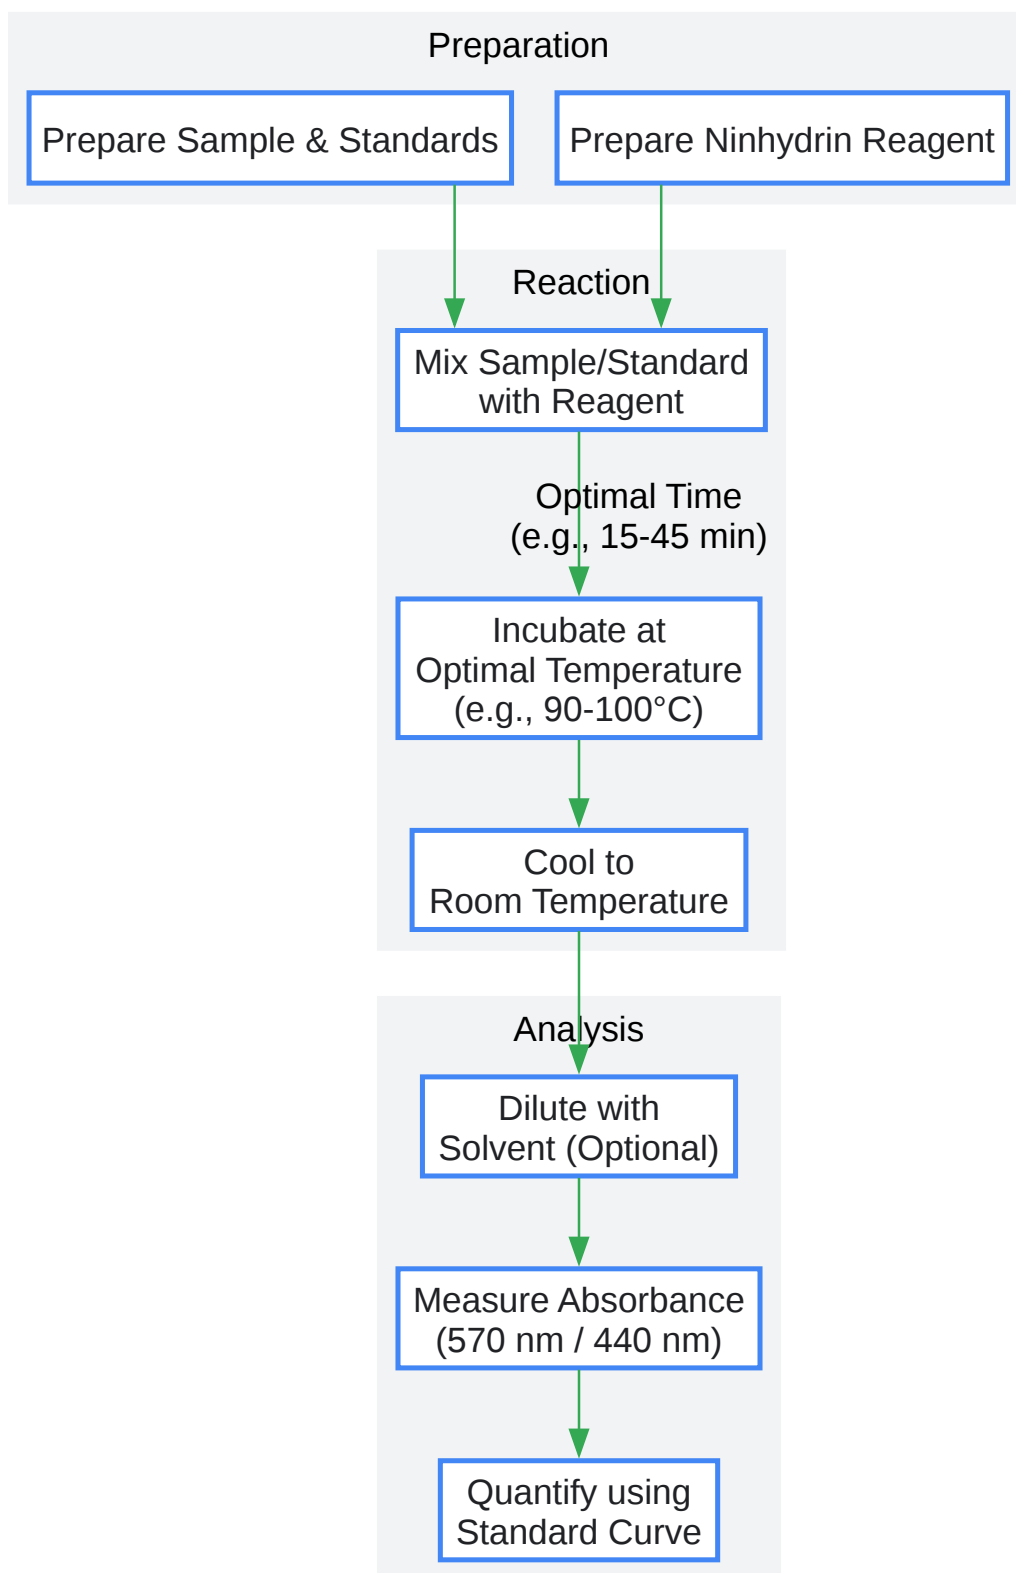 Preparation
Prepare Sample & Standards
Prepare Ninhydrin Reagent
Reaction
Mix Sample/Standard
with Reagent
Optimal Time
(e.g., 15-45 min)
Incubate at
Optimal Temperature
(e.g., 90-100°C)
Cool to
Room Temperature
Analysis
Dilute with
Solvent (Optional)
Measure Absorbance
(570 nm / 440 nm)
Quantify using
Standard Curve